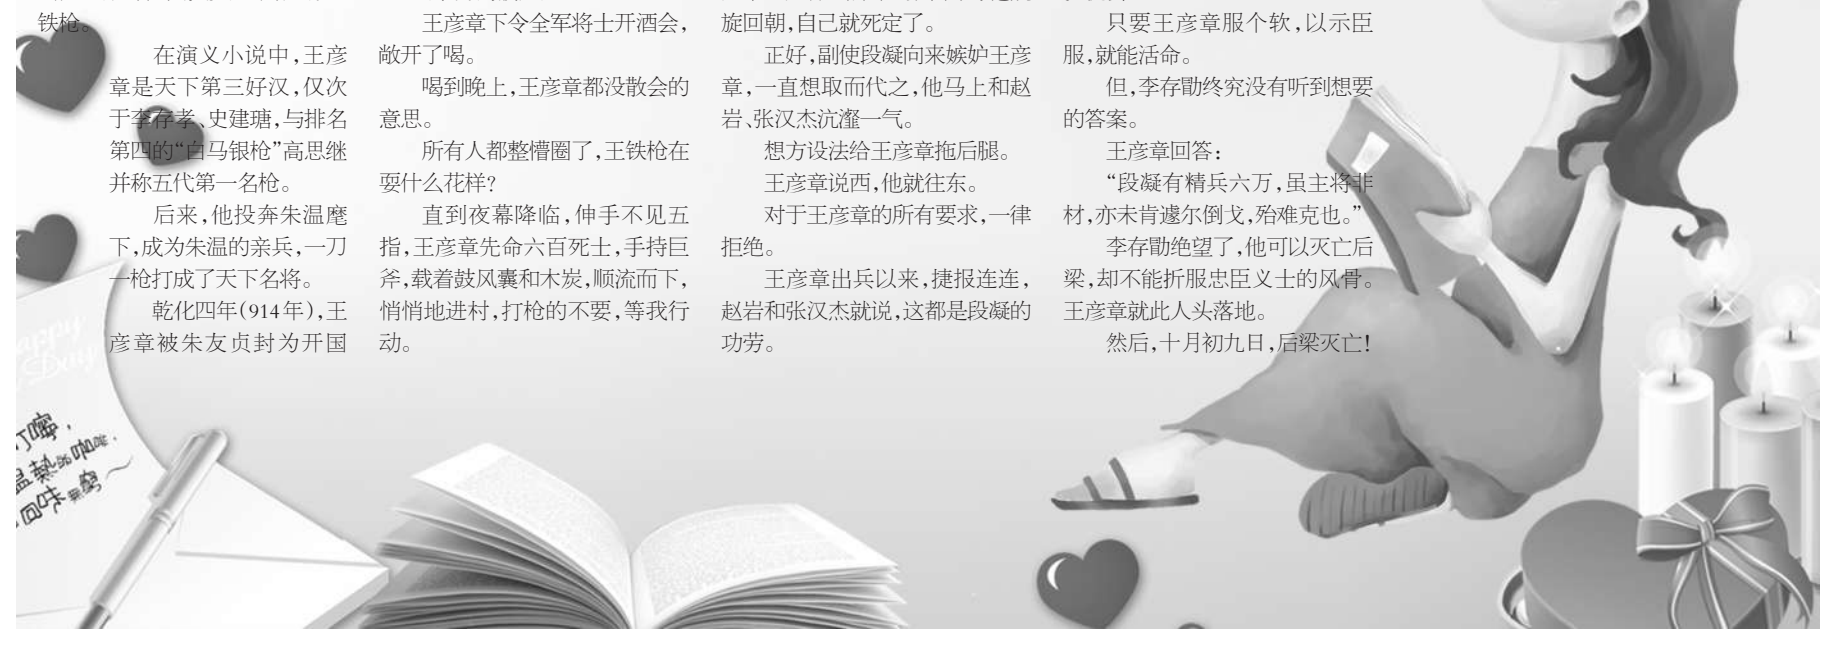 铁枪。
在演义小说中,王彦
章是天下第三好汉,仅次
于李存孝、史建瑭,与排名
第四的“白马银枪”高思继
并称五代第一名枪。
后来,他投奔朱温麾
下,成为朱温的亲兵,一刀
一枪打成了天下名将。
乾化四年(914年),王
彦章被朱友贞封为开国
王彦章下令全军将士开酒会,
敞开了喝。
喝到晚上,王彦章都没散会的
意思。
所有人都整懵圈了,王铁枪在
耍什么花样?
直到夜幕降临,伸手不见五
指,王彦章先命六百死士,手持巨
斧,载着鼓风囊和木炭,顺流而下,
悄悄地进村,打枪的不要,等我行
动。
旋回朝,自己就死定了。
正好,副使段凝向来嫉妒王彦
章,一直想取而代之,他马上和赵
岩、张汉杰沆瀣一气。
想方设法给王彦章拖后腿。
王彦章说西,他就往东。
对于王彦章的所有要求,一律
拒绝。
王彦章出兵以来,捷报连连,
赵岩和张汉杰就说,这都是段凝的
功劳。
只要王彦章服个软,以示臣
服,就能活命。
但,李存勖终究没有听到想要
的答案。
王彦章回答:
“段凝有精兵六万,虽主将非
材,亦未肯遽尔倒戈,殆难克也。”
李存勖绝望了,他可以灭亡后
梁,却不能折服忠臣义士的风骨。
王彦章就此人头落地。
然后,十月初九日,后梁灭亡!
appy
Day